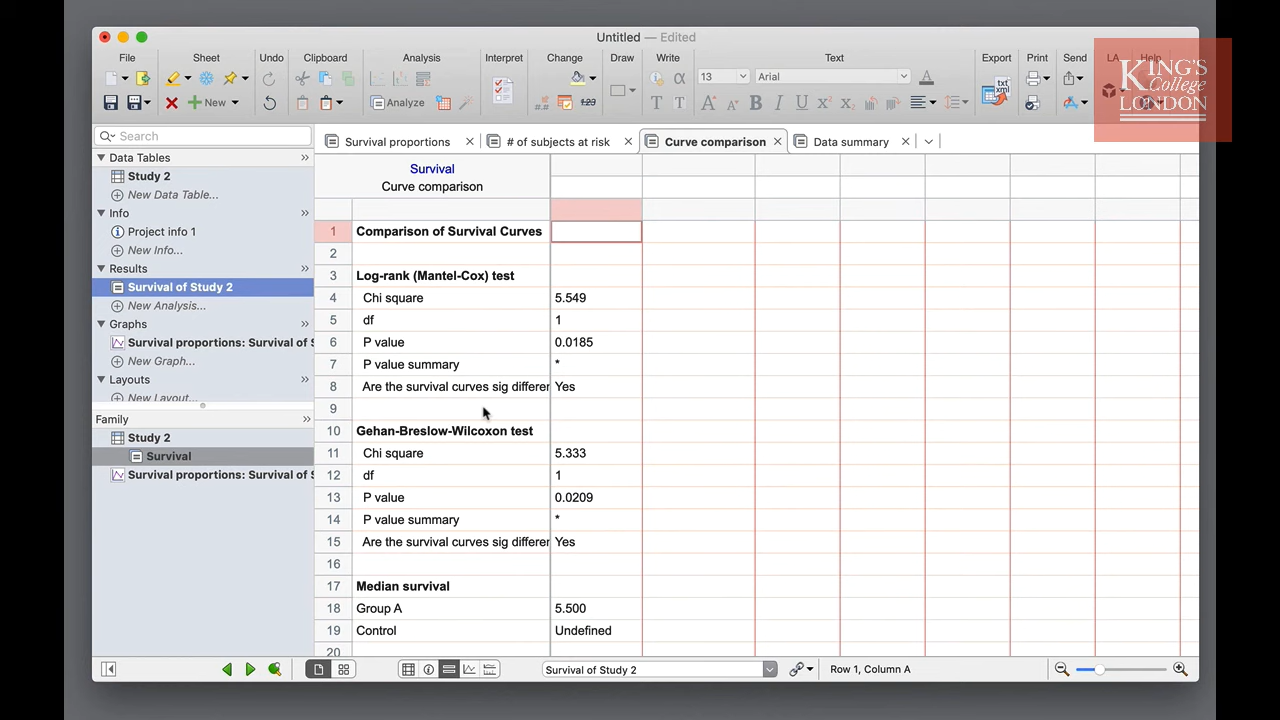 Untitled — Edited
File
Sheet
Undo
Clipboard
Analysis
Interpret
Change
Draw
Write
Text
Export
Print
Send
LA
Help
13
Arial
New
Analyze
KING'S
College
LONDON
Search
Survival proportions
# of subjects at risk
Curve comparison
Data summary
Data Tables
Study 2
New Data Table...
Info
Project info 1
New Info...
Results
Survival of Study 2
New Analysis...
Graphs
Survival proportions: Survival of S
New Graph...
Layouts
New Layout...
Family
Study 2
Survival
Survival proportions: Survival of S
Survival
Curve comparison
1 Comparison of Survival Curves
2
3 Log-rank (Mantel-Cox) test
4 Chi square 5.549
5 df 1
6 P value 0.0185
7 P value summary *
8 Are the survival curves sig differen Yes
9
10 Gehan-Breslow-Wilcoxon test
11 Chi square 5.333
12 df 1
13 P value 0.0209
14 P value summary *
15 Are the survival curves sig differen Yes
16
17 Median survival
18 Group A 5.500
19 Control Undefined
20
Survival of Study 2
Row 1, Column A